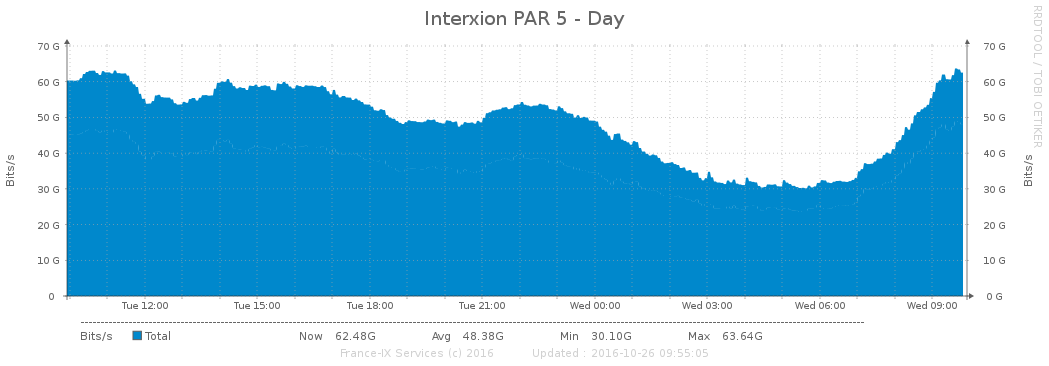 Interxion PAR 5 - Day
RRDTOOL / TOBI OETIKER
Bits/s
70 G
60 G
50 G
40 G
30 G
20 G
10 G
0
70 G
60 G
50 G
40 G
30 G
20 G
10 G
0 G
Bits/s
Tue 12:00 Tue 15:00 Tue 18:00 Tue 21:00 Wed 00:00 Wed 03:00 Wed 06:00 Wed 09:00
Bits/s Total Now 62.48G Avg 48.38G Min 30.10G Max 63.64G
France-IX Services (c) 2016 Updated : 2016-10-26 09:55:05